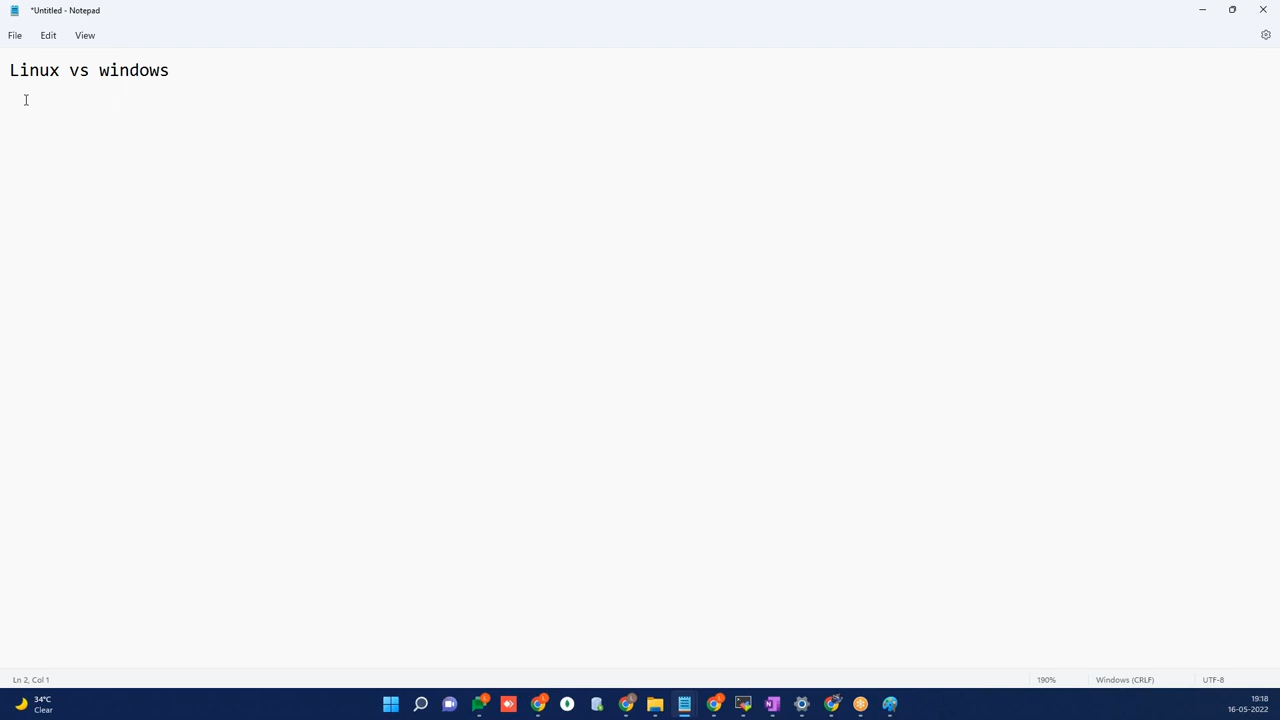 *Untitled - Notepad
File Edit View
Linux vs windows
Ln 2, Col 1 190% Windows (CRLF) UTF-8
34°C
Clear
19:18
16-05-2022